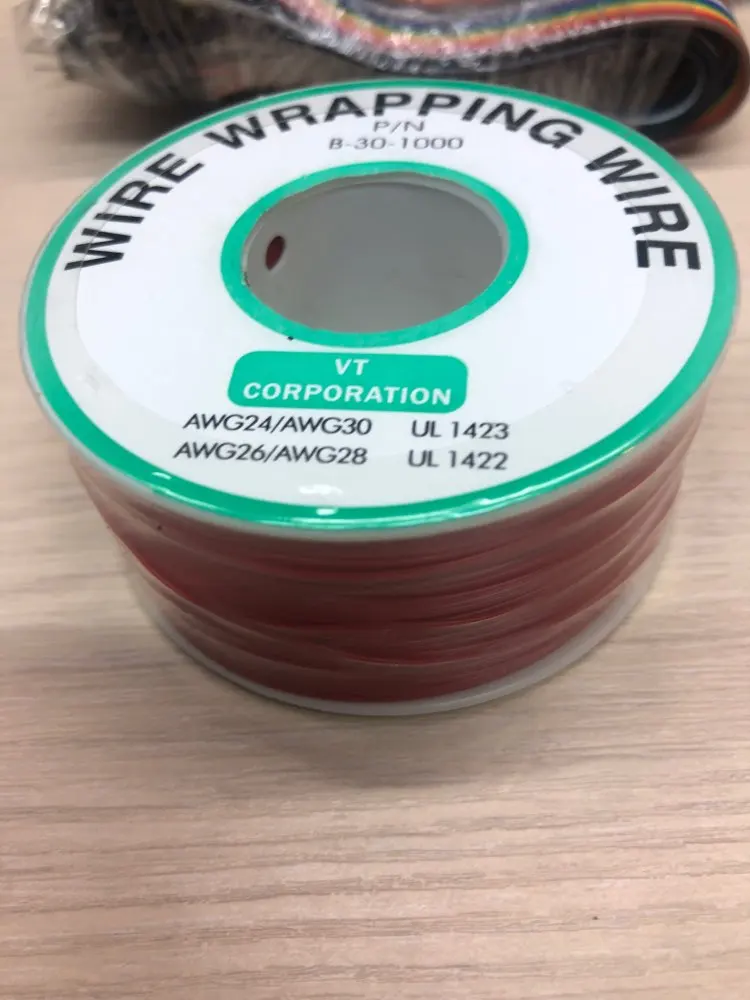 WIRE WRAPPING WIRE
P/N
B-30-1000
VT
CORPORATION
AWG24/AWG30 UL 1423
AWG26/AWG28 UL 1422